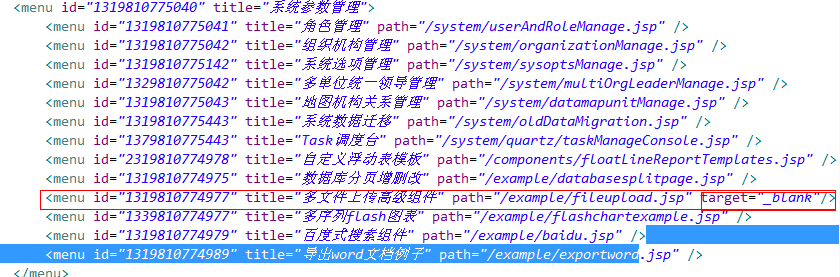 <menu id="1319810775040" title="系统参数管理">
<menu id="1319810775041" title="角色管理" path="/system/userAndRoleManage.jsp" />
<menu id="1319810775042" title="组织机构管理" path="/system/organizationManage.jsp" />
<menu id="1319810775142" title="系统选项管理" path="/system/sysoptsManage.jsp" />
<menu id="1329810775042" title="多单位统一领导管理" path="/system/multiOrgLeaderManage.jsp" />
<menu id="1319810775043" title="地图机构关系管理" path="/system/datamapunitManage.jsp" />
<menu id="1319810775443" title="系统数据迁移" path="/system/oldDataMigration.jsp" />
<menu id="1379810775443" title="Task调度台" path="/system/quartz/taskManageConsole.jsp" />
<menu id="2319810774978" title="自定义浮动表模板" path="/components/floatLineReportTemplates.jsp" />
<menu id="1319810774975" title="数据库分页增删改" path="/example/databasesplitpage.jsp" />
<menu id="1319810774977" title="多文件上传高级组件" path="/example/fileupload.jsp" target="_blank"/>
<menu id="1339810774977" title="多序列flash图表" path="/example/flashchartexample.jsp" />
<menu id="1319810774979" title="百度式搜索组件" path="/example/baidu.jsp" />
<menu id="1319810774989" title="导出word文档例子" path="/example/exportword.jsp" />
</menu>